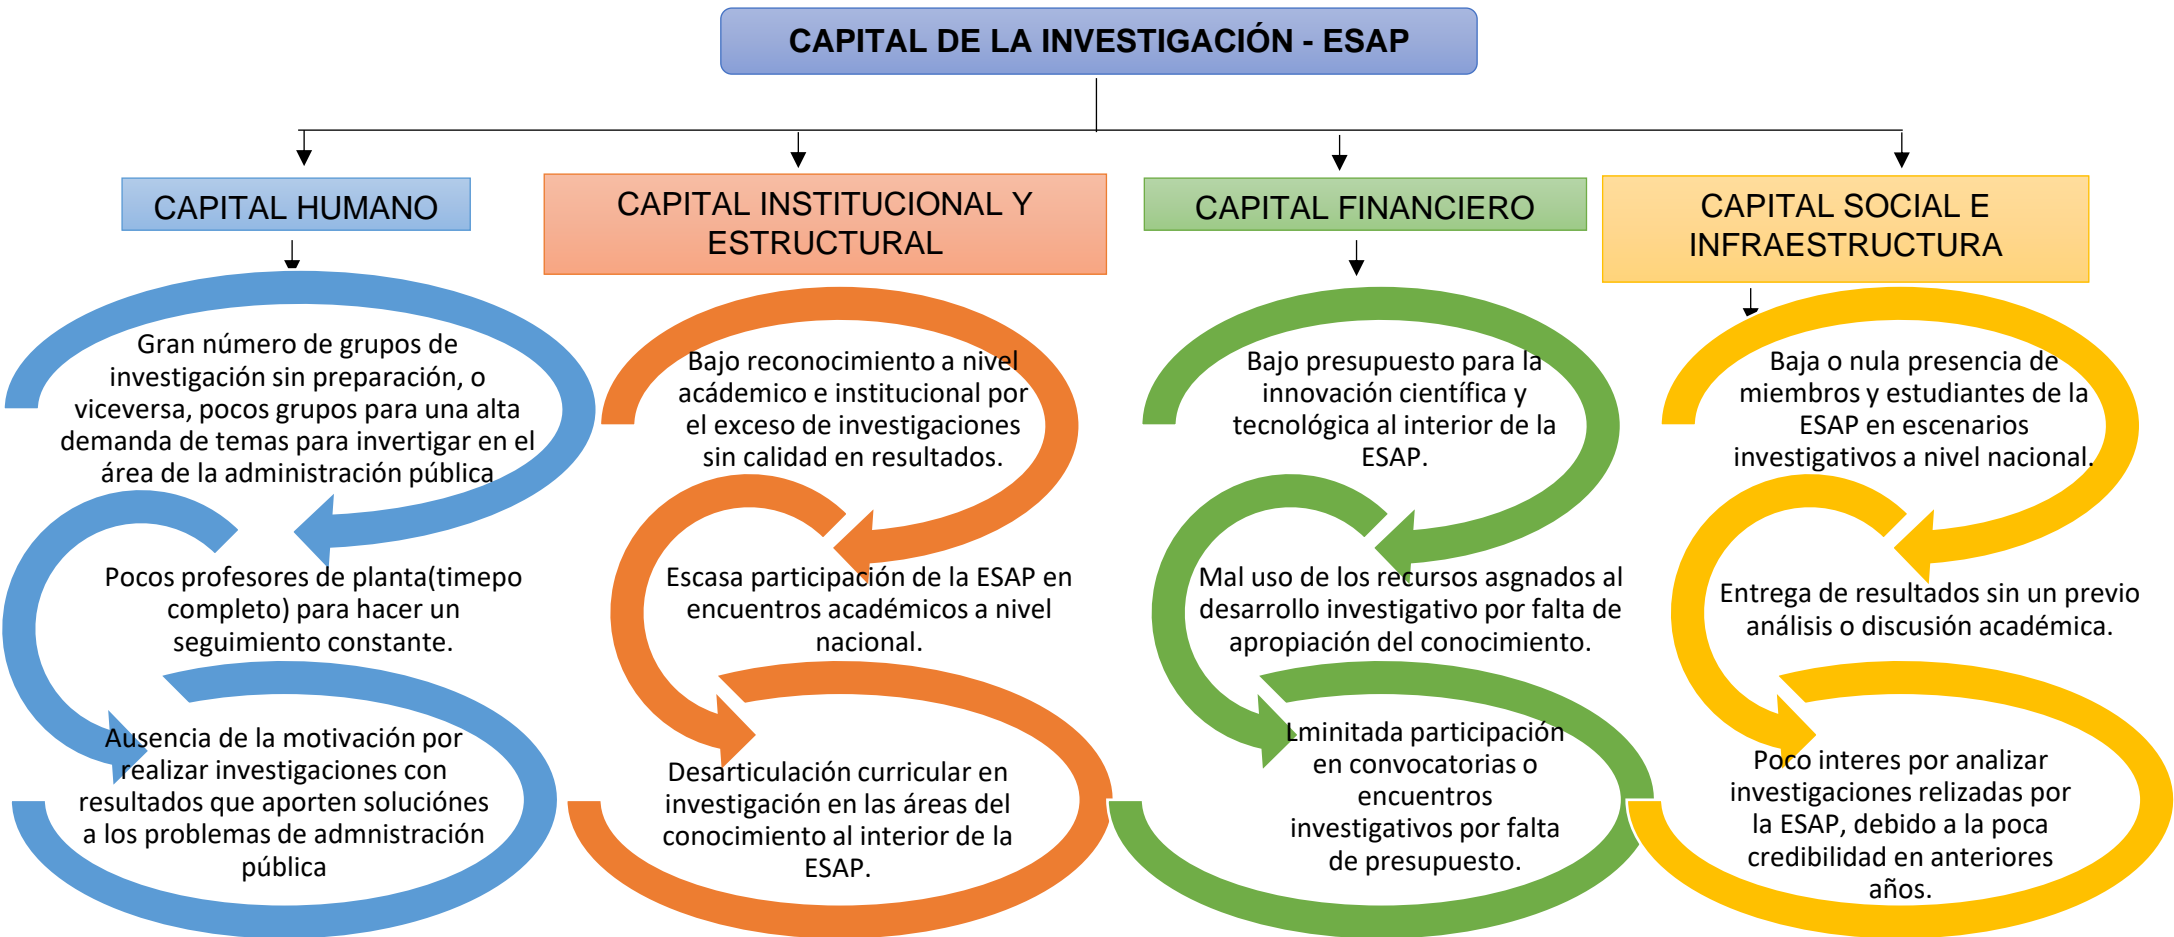 CAPITAL DE LA INVESTIGACIÓN - ESAP
CAPITAL HUMANO
Gran número de grupos de
investigación sin preparación, o
viceversa, pocos grupos para una alta
demanda de temas para invertigar en el
área de la administración pública
Pocos profesores de planta(timepo
completo) para hacer un
seguimiento constante.
Ausencia de la motivación por
realizar investigaciones con
resultados que aporten soluciónes
a los problemas de admnistración
pública
CAPITAL INSTITUCIONAL Y
ESTRUCTURAL
Bajo reconocimiento a nivel
acádemico e institucional por
el exceso de investigaciones
sin calidad en resultados.
Escasa participación de la ESAP en
encuentros académicos a nivel
nacional.
Desarticulación curricular en
investigación en las áreas del
conocimiento al interior de la
ESAP.
CAPITAL FINANCIERO
Bajo presupuesto para la
innovación científica y
tecnológica al interior de la
ESAP.
Mal uso de los recursos asgnados al
desarrollo investigativo por falta de
apropiación del conocimiento.
Lminitada participación
en convocatorias o
encuentros
investigativos por falta
de presupuesto.
CAPITAL SOCIAL E
INFRAESTRUCTURA
Baja o nula presencia de
miembros y estudiantes de la
ESAP en escenarios
investigativos a nivel nacional.
Entrega de resultados sin un previo
análisis o discusión académica.
Poco interes por analizar
investigaciones relizadas por
la ESAP, debido a la poca
credibilidad en anteriores
años.